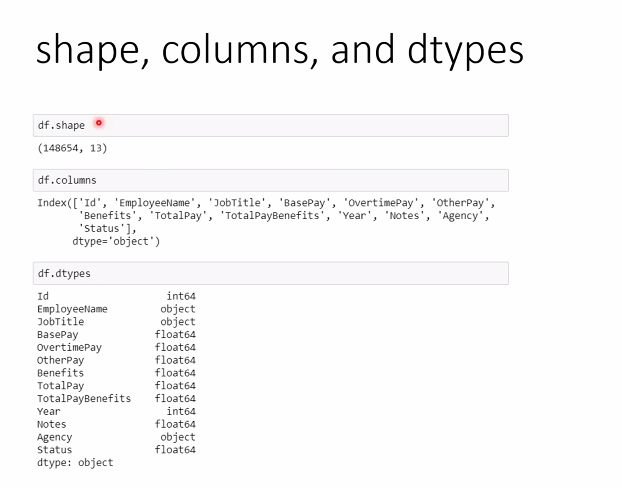 shape, columns, and dtypes
df.shape
(148654, 13)
df.columns
Index(['Id', 'EmployeeName', 'JobTitle', 'BasePay', 'OvertimePay', 'OtherPay',
'Benefits', 'TotalPay', 'TotalPayBenefits', 'Year', 'Notes', 'Agency',
'Status'],
dtype='object')
df.dtypes
Id int64
EmployeeName object
JobTitle object
BasePay float64
OvertimePay float64
OtherPay float64
Benefits float64
TotalPay float64
TotalPayBenefits float64
Year int64
Notes float64
Agency object
Status float64
dtype: object